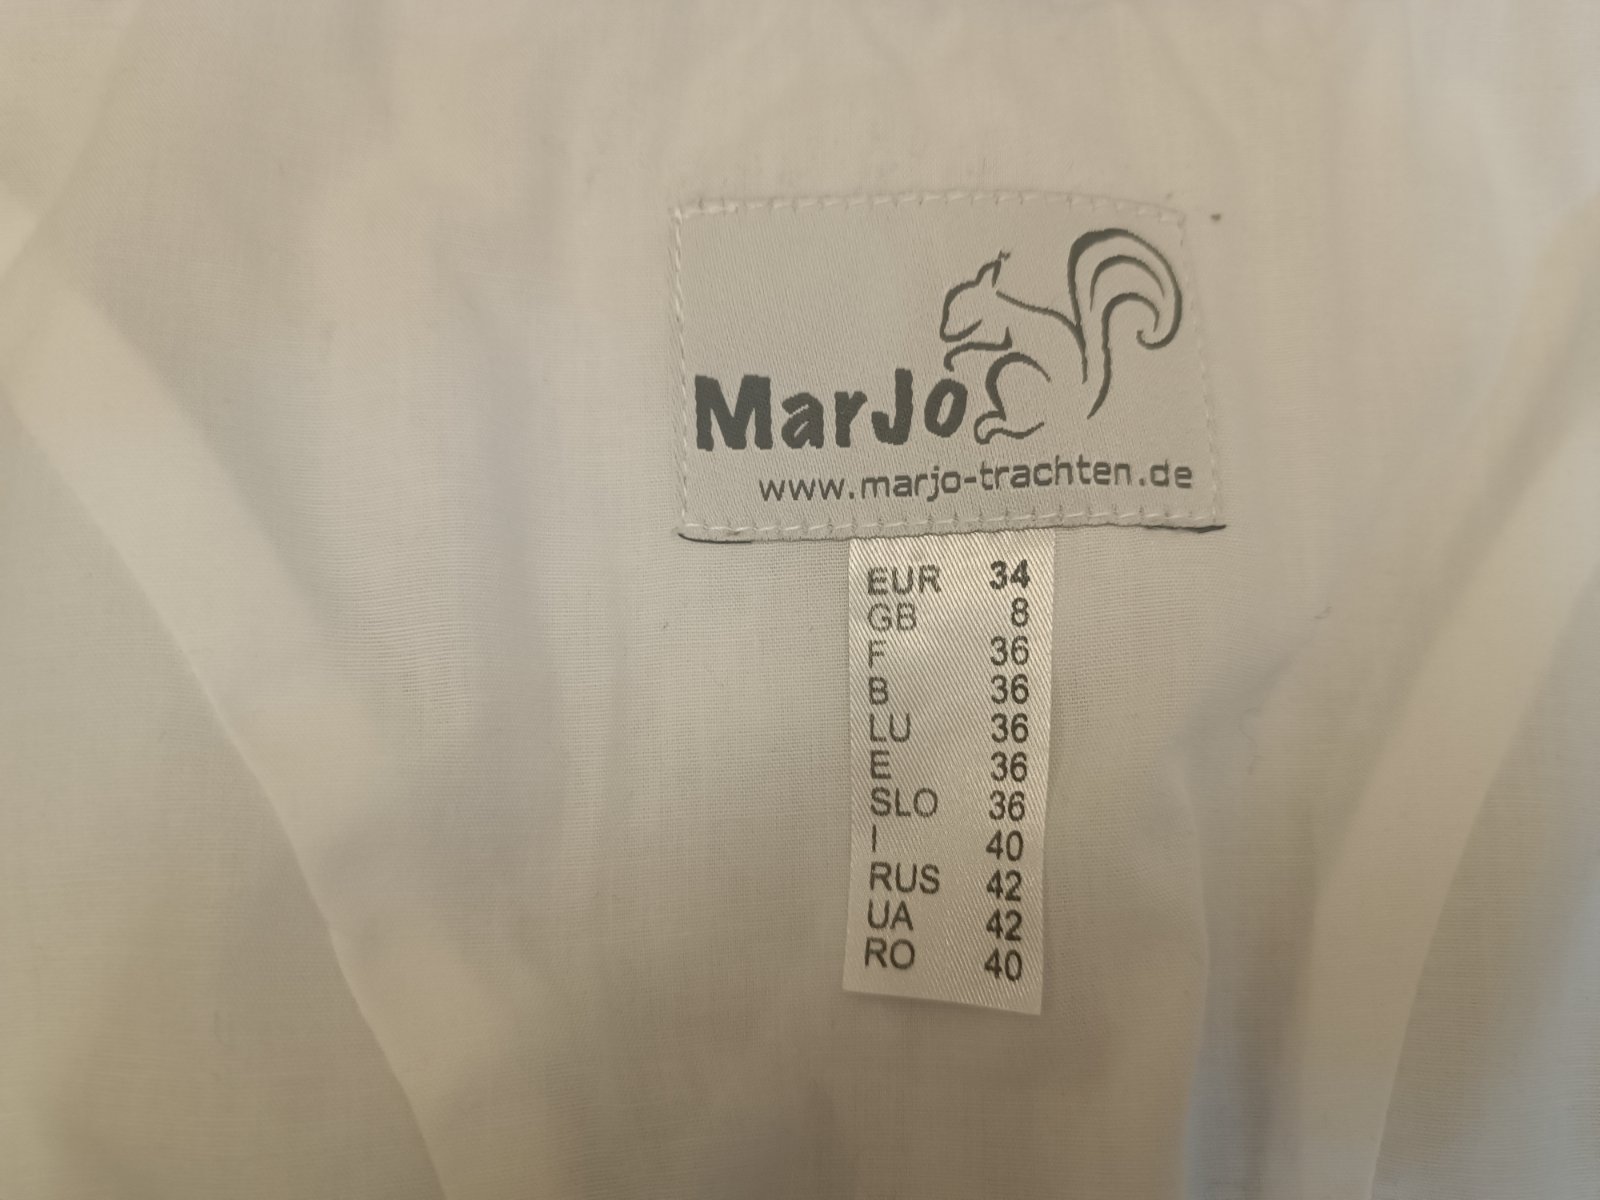 MarJo
www.marjo-trachten.de
EUR 34
GB 8
F 36
B 36
LU 36
E 36
SLO 36
I 40
RUS 42
UA 42
RO 40